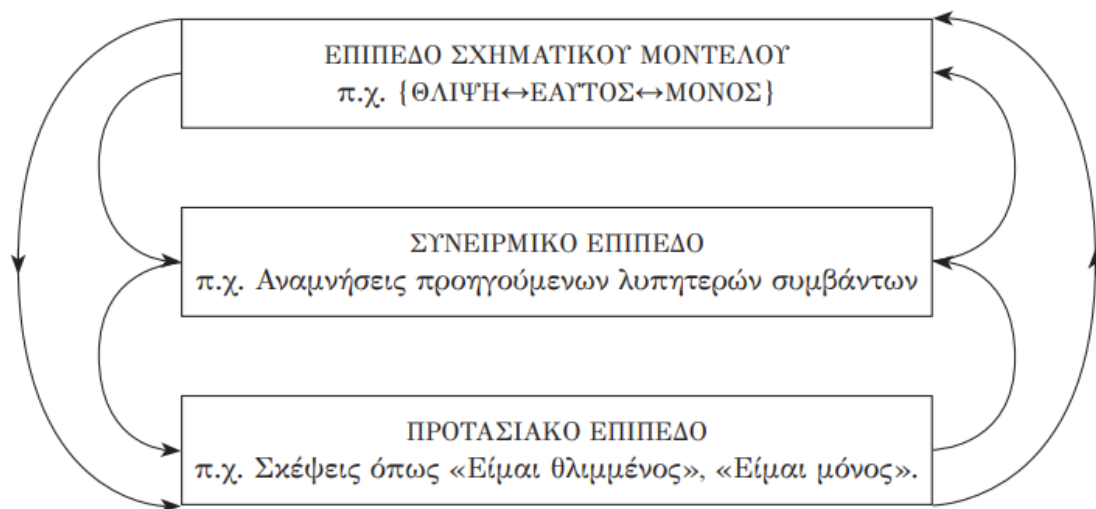 ΕΠΙΠΕΔΟ ΣΧΗΜΑΤΙΚΟΥ ΜΟΝΤΕΛΟΥ
π.χ. {ΘΛΙΨΗ↔ΕΑΥΤΟΣ↔ΜΟΝΟΣ}
ΣΥΝΕΙΡΜΙΚΟ ΕΠΙΠΕΔΟ
π.χ. Αναμνήσεις προηγούμενων λυπητερών συμβάντων
ΠΡΟΤΑΣΙΑΚΟ ΕΠΙΠΕΔΟ
π.χ. Σκέψεις όπως «Είμαι θλιμμένος», «Είμαι μόνος».